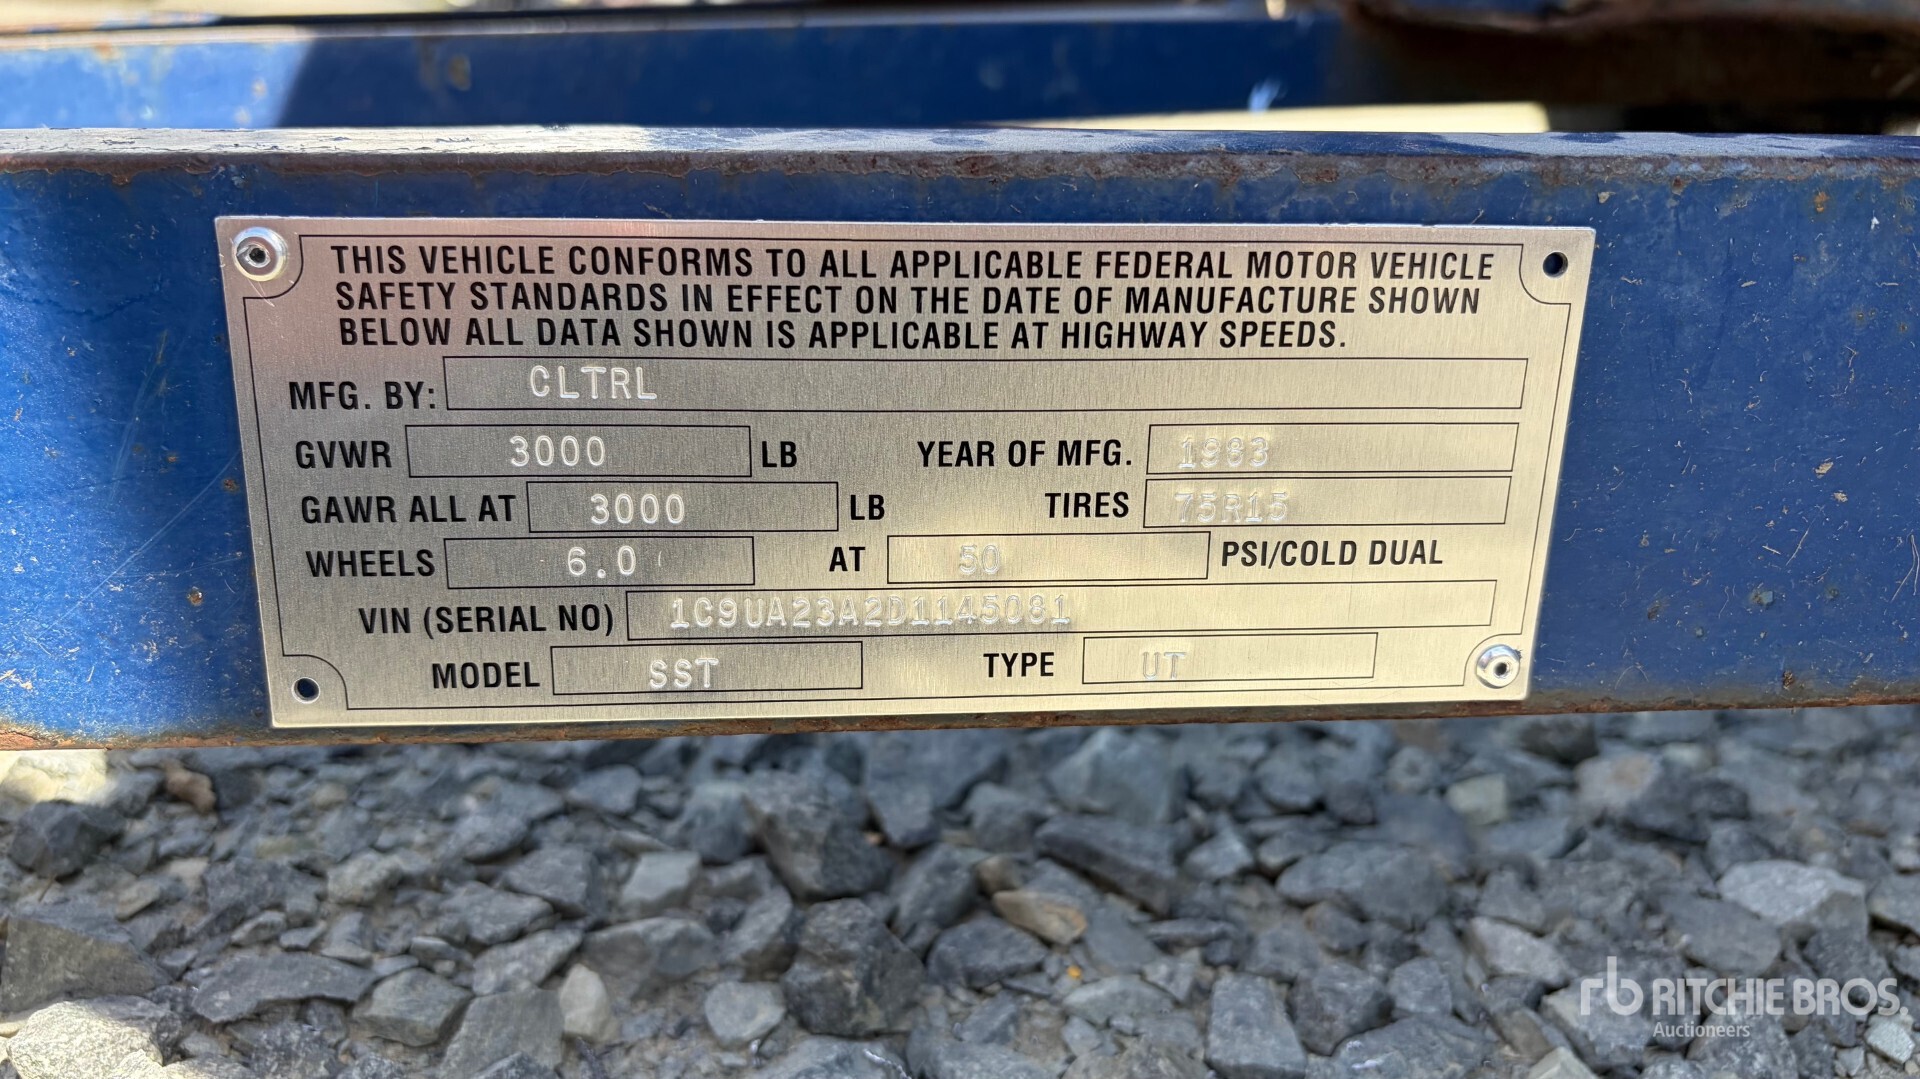 THIS VEHICLE CONFORMS TO ALL APPLICABLE FEDERAL MOTOR VEHICLE
SAFETY STANDARDS IN EFFECT ON THE DATE OF MANUFACTURE SHOWN
BELOW ALL DATA SHOWN IS APPLICABLE AT HIGHWAY SPEEDS.
MFG. BY: CLTRL
GVWR 3000 LB YEAR OF MFG. 1983
GAWR ALL AT 3000 LB TIRES 75R15
WHEELS 6.0 AT 50 PSI/COLD DUAL
VIN (SERIAL NO) 1C9UA23A2D1145081
MODEL SST TYPE UT
rb RITCHIE BROS.
Auctioneers